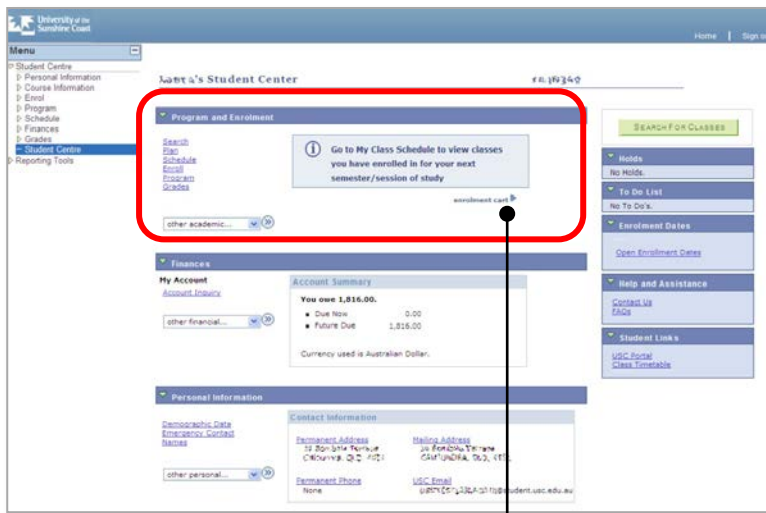 University of the
Sunshine Coast
Home | Sign
Menu
Student Centre
Personal Information
Course Information
Enrol
Program
Schedule
Finances
Grades
Student Centre
Reporting Tools
's Student Center
Program and Enrolment
Search
Plan
Schedule
Enroll
Program
Grades
Go to My Class Schedule to view classes
you have enrolled in for your next
semester/session of study
enrolment cart
other academic...
Finances
My Account
Account Inquiry
other financial...
Account Summary
You owe 1,816.00.
Due Now 0.00
Future Due 1,816.00
Currency used is Australian Dollar.
Personal Information
Demographic Data
Emergency Contact
Names
other personal...
Contact Information
Permanent Address
Mailing Address
Permanent Phone
None
USC Email
@student.usc.edu.au
SEARCH FOR CLASSES
Holds
No Holds.
To Do List
No To Do's.
Enrolment Dates
Open Enrollment Dates
Help and Assistance
Contact Us
FAQs
Student Links
USC Portal
Class Timetable